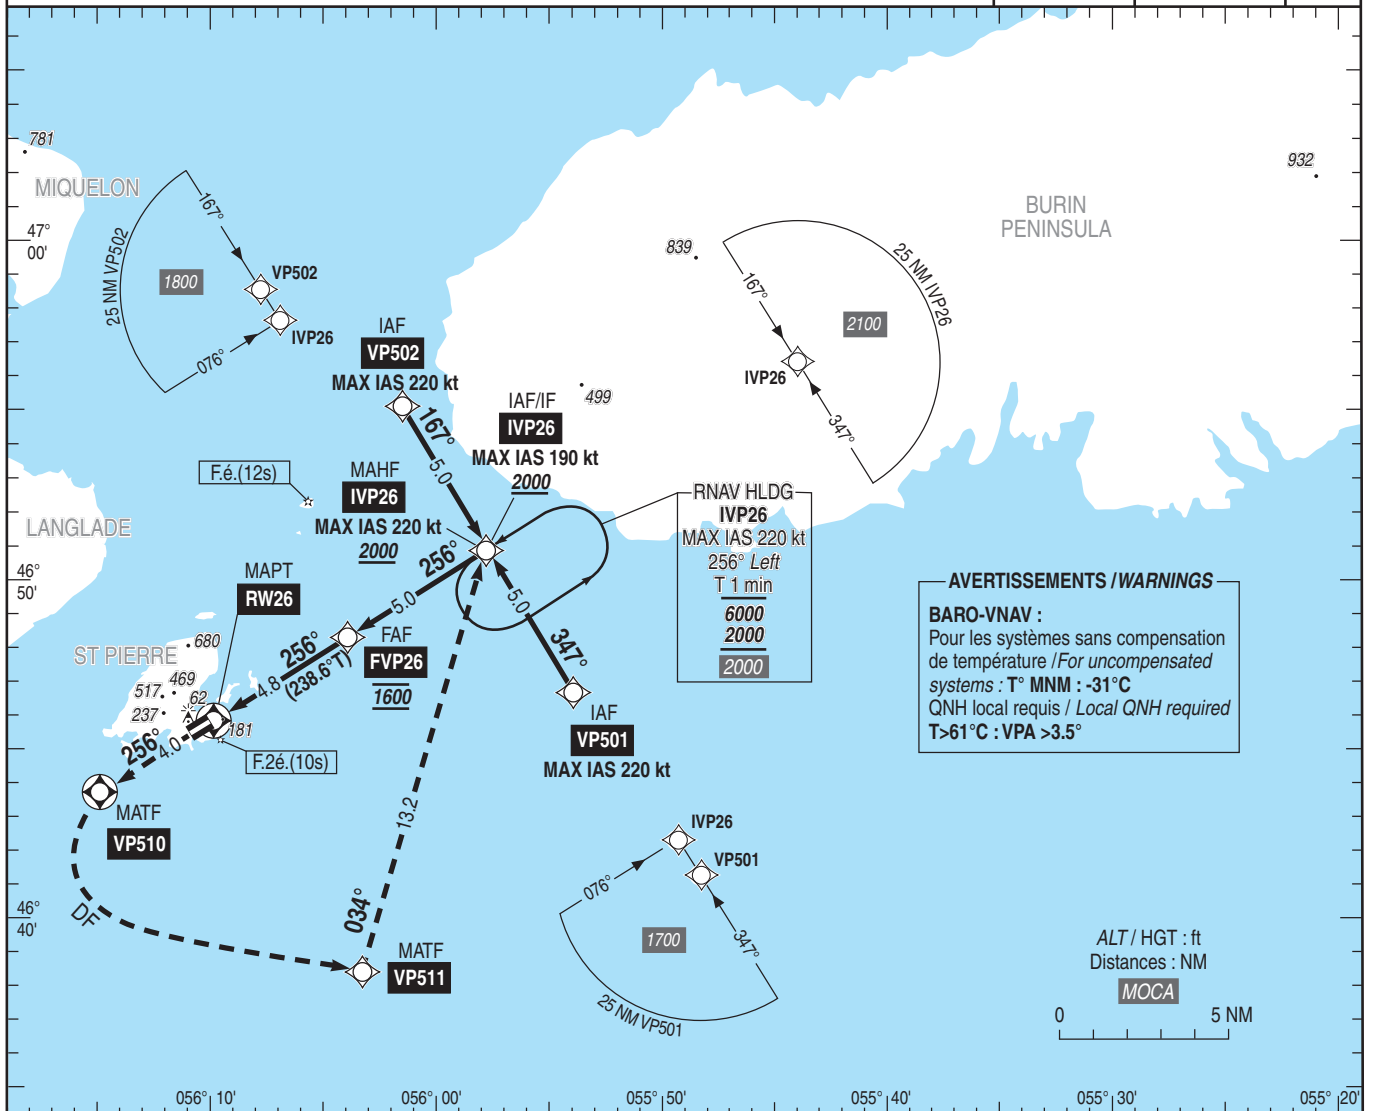 781
MIQUELON
47°
00'
25 NM VP502
1800
167°
076°
VP502
IVP26
IAF
VP502
MAX IAS 220 kt
167°
5.0
839
BURIN
PENINSULA
932
25 NM IVP26
167°
2100
IVP26
347°
499
IAF/IF
IVP26
MAX IAS 190 kt
2000
F.é.(12s)
MAHF
IVP26
MAX IAS 220 kt
2000
LANGLADE
RNAV HLDG
IVP26
MAX IAS 220 kt
256° Left
T 1 min
6000
2000
2000
46°
50'
MAPT
RW26
256°
5.0
5.0
347°
AVERTISSEMENTS / WARNINGS
BARO-VNAV :
Pour les systèmes sans compensation
de température / For uncompensated
systems : T° MNM : -31°C
QNH local requis / Local QNH required
T>61°C : VPA >3.5°
FAF
FVP26
1600
256°
(238.6°T)
4.8
680
ST PIERRE
469
517
62
237
181
F.2é.(10s)
256°
4.0
IAF
VP501
MAX IAS 220 kt
MATF
VP510
13.2
034°
DF
MATF
VP511
IVP26
VP501
076°
347°
1700
25 NM VP501
46°
40'
ALT / HGT : ft
Distances : NM
MOCA
0 5 NM
056° 10' 056° 00' 055° 50' 055° 40' 055° 30' 055° 20'